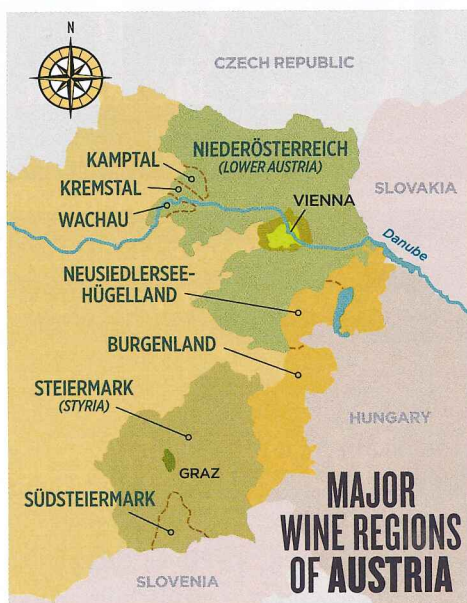 N
CZECH REPUBLIC
KAMPTAL
KREMSTAL
WACHAU
NIEDERÖSTERREICH
(LOWER AUSTRIA)
SLOVAKIA
VIENNA
Danube
NEUSIEDLERSEE-
HÜGELLAND
BURGENLAND
STEIERMARK
(STYRIA)
HUNGARY
GRAZ
SÜDSTEIERMARK
SLOVENIA
MAJOR
WINE REGIONS
OF AUSTRIA